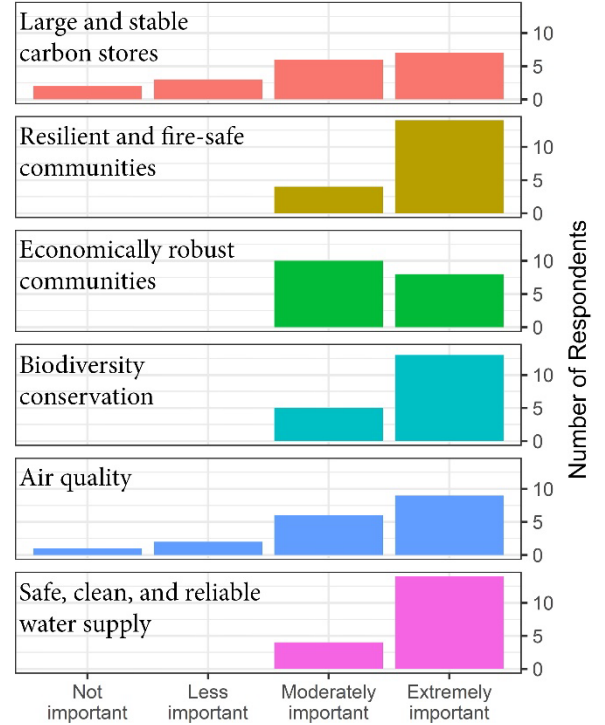 Large and stable
carbon stores
10
5
0
Resilient and fire-safe
communities
10
5
0
Economically robust
communities
10
5
0
Biodiversity
conservation
10
5
0
Air quality
10
5
0
Safe, clean, and reliable
water supply
10
5
0
Number of Respondents
Not
important
Less
important
Moderately
important
Extremely
important